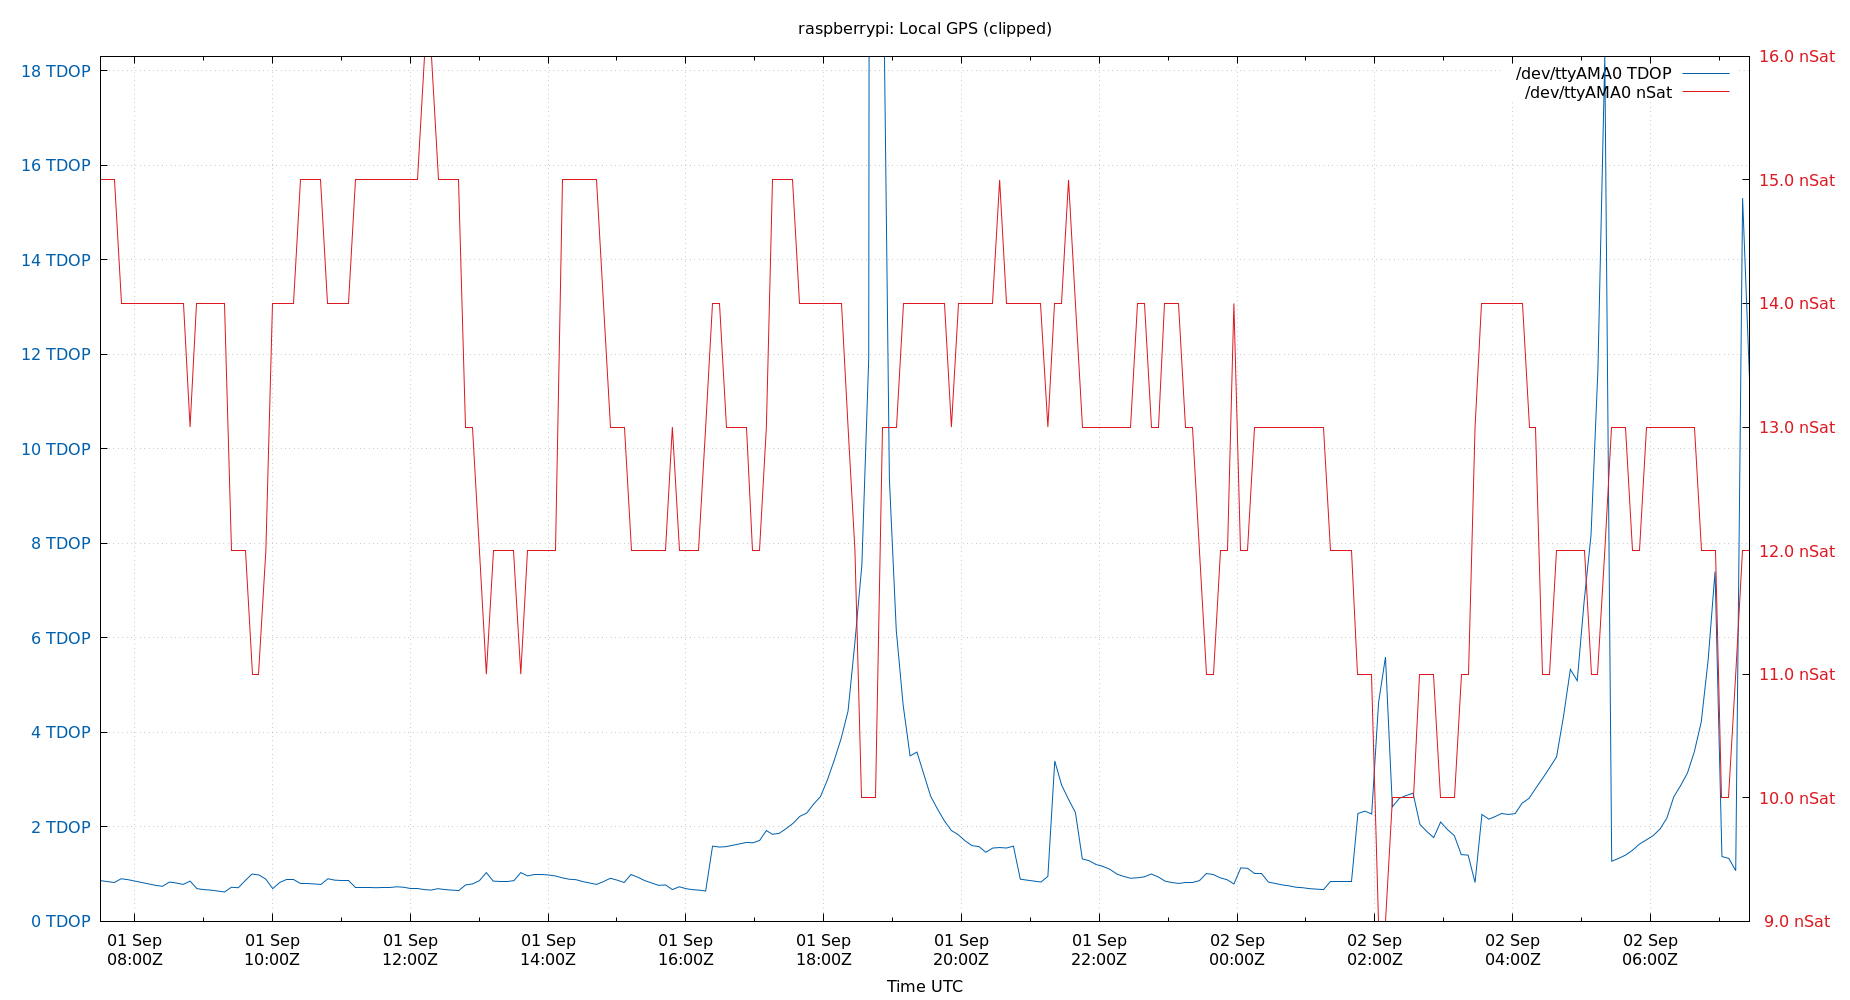 raspberrypi: Local GPS (clipped)
18 TDOP
16 TDOP
14 TDOP
12 TDOP
10 TDOP
8 TDOP
6 TDOP
4 TDOP
2 TDOP
0 TDOP
/dev/ttyAMA0 TDOP
/dev/ttyAMA0 nSat
16.0 nSat
15.0 nSat
14.0 nSat
13.0 nSat
12.0 nSat
11.0 nSat
10.0 nSat
9.0 nSat
01 Sep
08:00Z
01 Sep
10:00Z
01 Sep
12:00Z
01 Sep
14:00Z
01 Sep
16:00Z
01 Sep
18:00Z
01 Sep
20:00Z
01 Sep
22:00Z
02 Sep
00:00Z
02 Sep
02:00Z
02 Sep
04:00Z
02 Sep
06:00Z
Time UTC